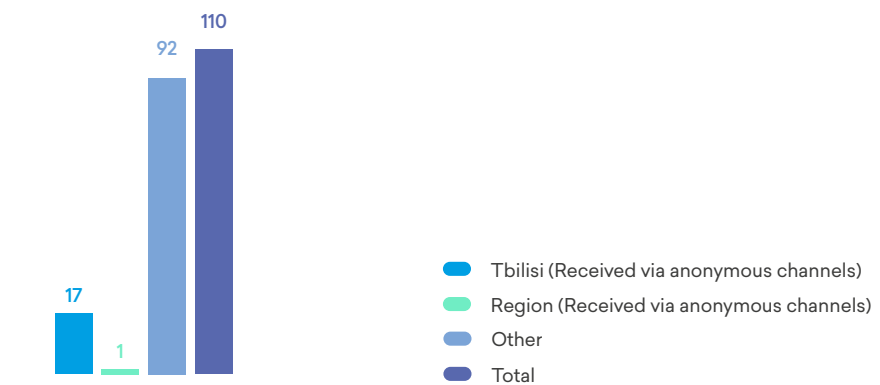 110
92
17
1
Tbilisi (Received via anonymous channels)
Region (Received via anonymous channels)
Other
Total